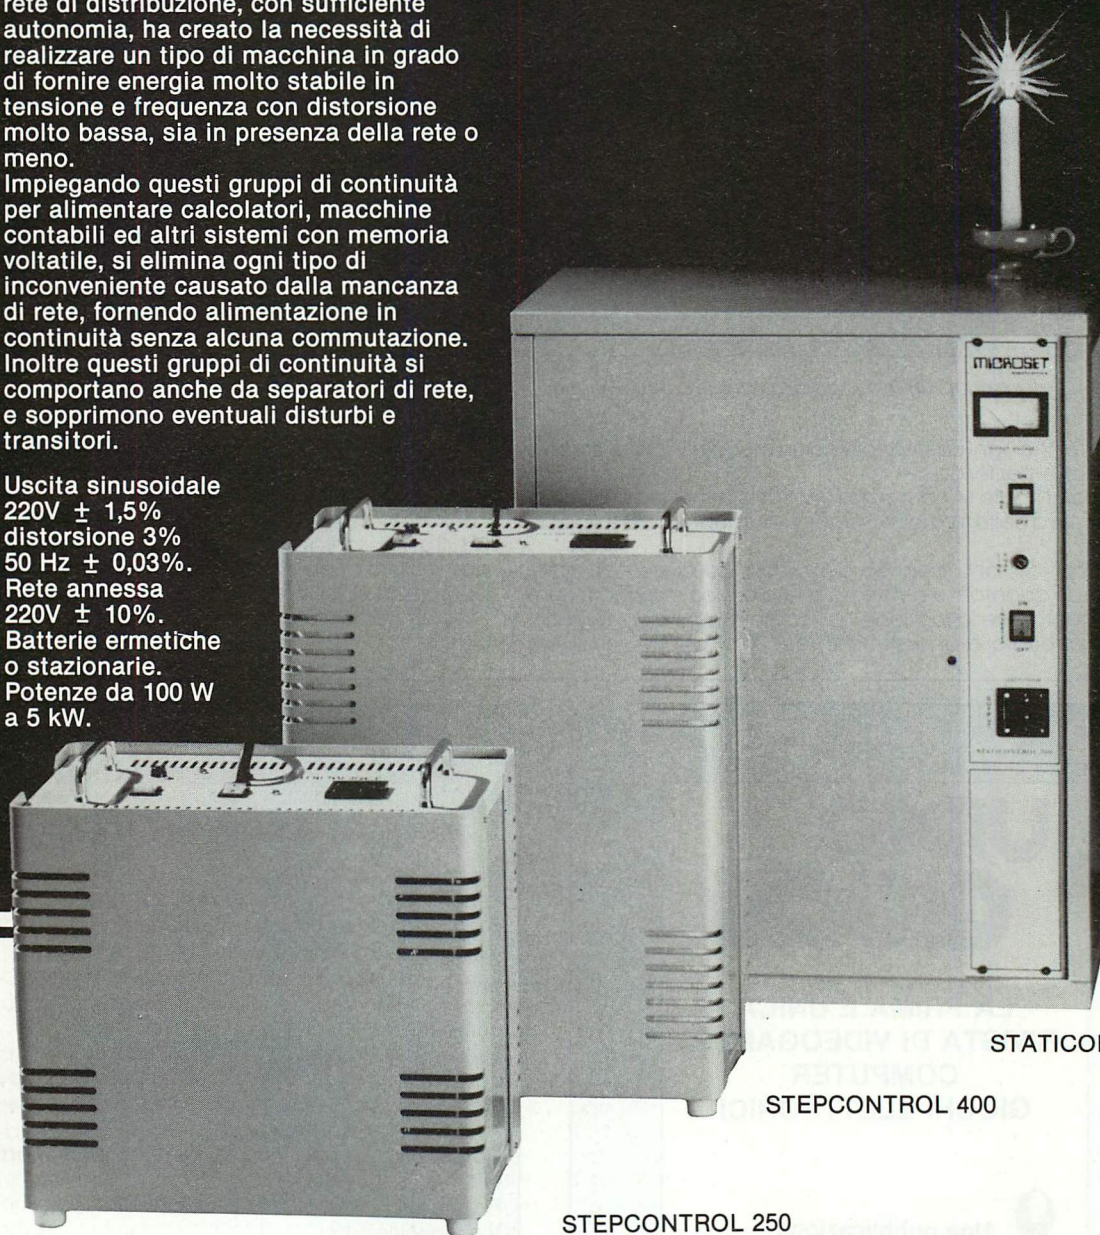 rete di distribuzione, con sufficiente
autonomia, ha creato la necessità di
realizzare un tipo di macchina in grado
di fornire energia molto stabile in
tensione e frequenza con distorsione
molto bassa, sia in presenza della rete o
meno.
Impiegando questi gruppi di continuità
per alimentare calcolatori, macchine
contabili ed altri sistemi con memoria
voltatile, si elimina ogni tipo di
inconveniente causato dalla mancanza
di rete, fornendo alimentazione in
continuità senza alcuna commutazione.
Inoltre questi gruppi di continuità si
comportano anche da separatori di rete,
e sopprimono eventuali disturbi e
transitori.
Uscita sinusoidale
220V ± 1,5%
distorsione 3%
50 Hz ± 0,03%.
Rete annessa
220V ± 10%.
Batterie ermetiche
o stazionarie.
Potenze da 100 W
a 5 kW.
MICROSET
OUTPUT VOLTAGE
ON
OFF
ON
OFF
STATICO
STEPCONTROL 400
STEPCONTROL 250